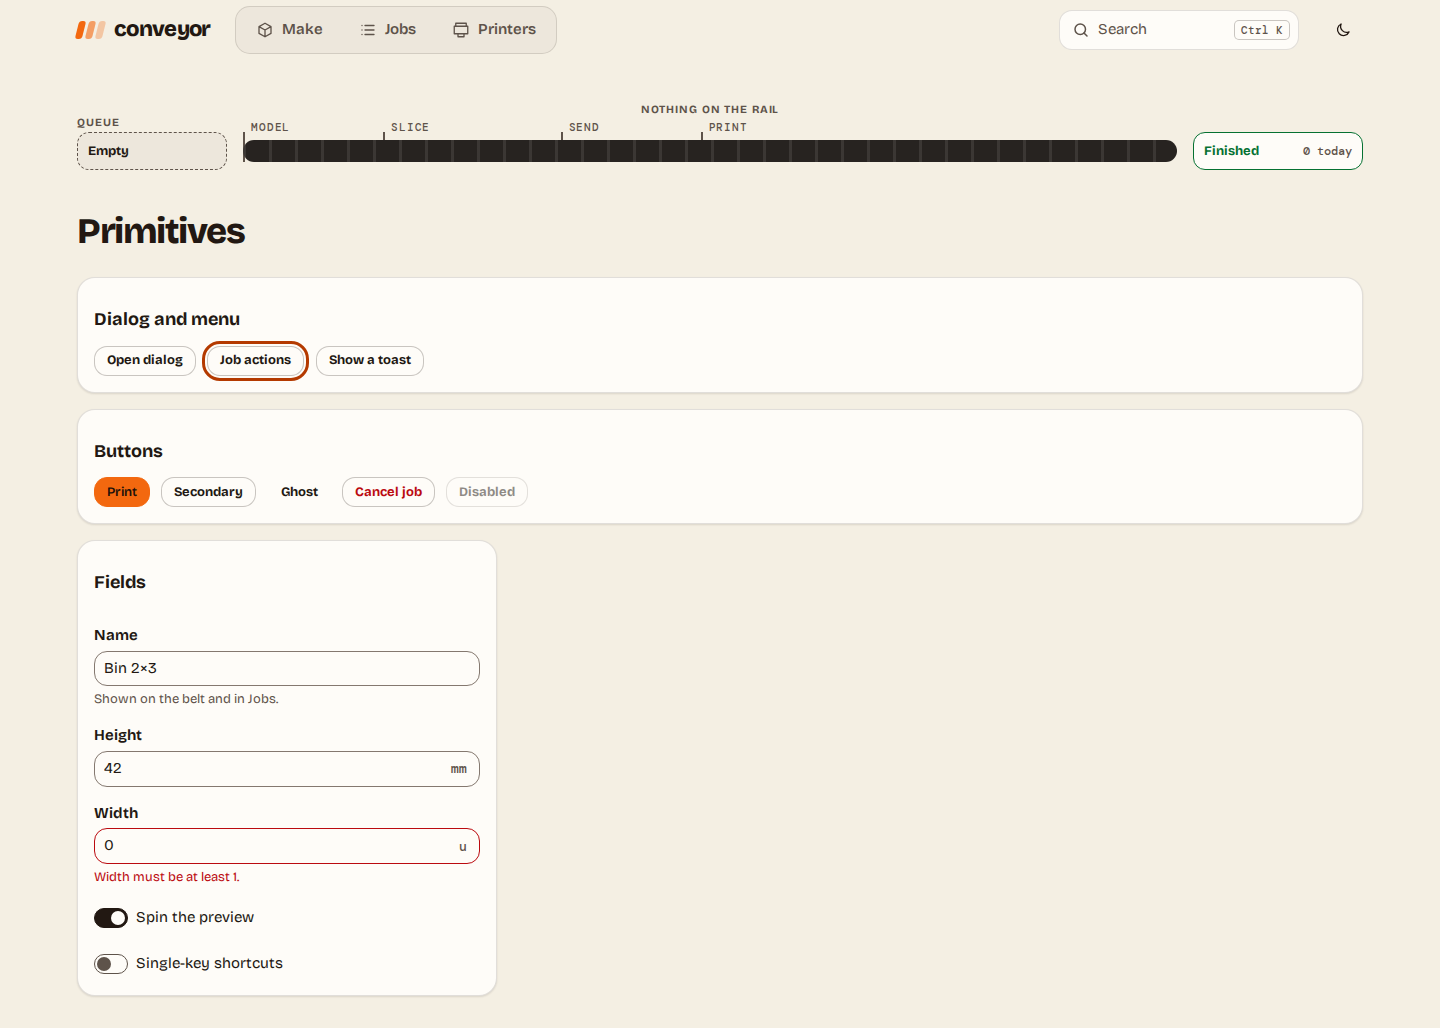 conveyor
Make
Jobs
Printers
Search
Ctrl K
NOTHING ON THE RAIL
QUEUE
MODEL
SLICE
SEND
PRINT
Empty
Finished
0 today
Primitives
Dialog and menu
Open dialog
Job actions
Show a toast
Buttons
Print
Secondary
Ghost
Cancel job
Disabled
Fields
Name
Bin 2×3
Shown on the belt and in Jobs.
Height
42
mm
Width
0
u
Width must be at least 1.
Spin the preview
Single-key shortcuts